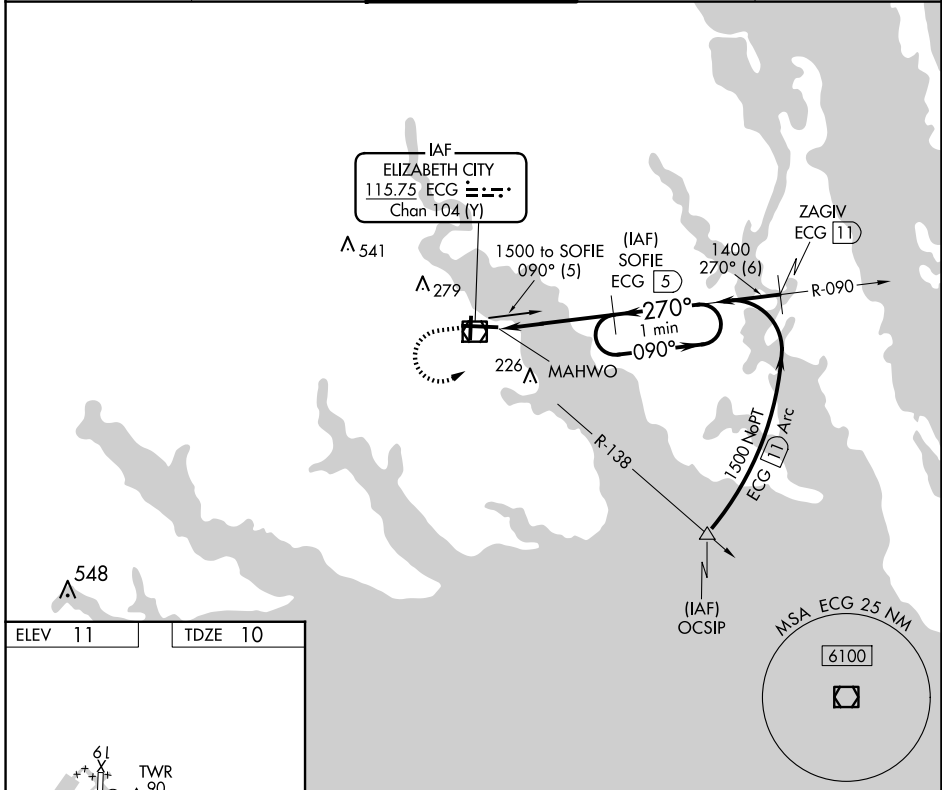 IAF
ELIZABETH CITY
115.75 ECG
Chan 104 (Y)
541
279
1500 to SOFIE
090° (5)
(IAF)
SOFIE
ECG 5
1400
270° (6)
ZAGIV
ECG 11
R-090
270°
1 min
090°
226
MAHWO
R-138
1500 NoPT
ECG 11 Arc
(IAF)
OCSIP
548
MSA ECG 25 NM
6100
ELEV 11
TDZE 10
19
TWR
90